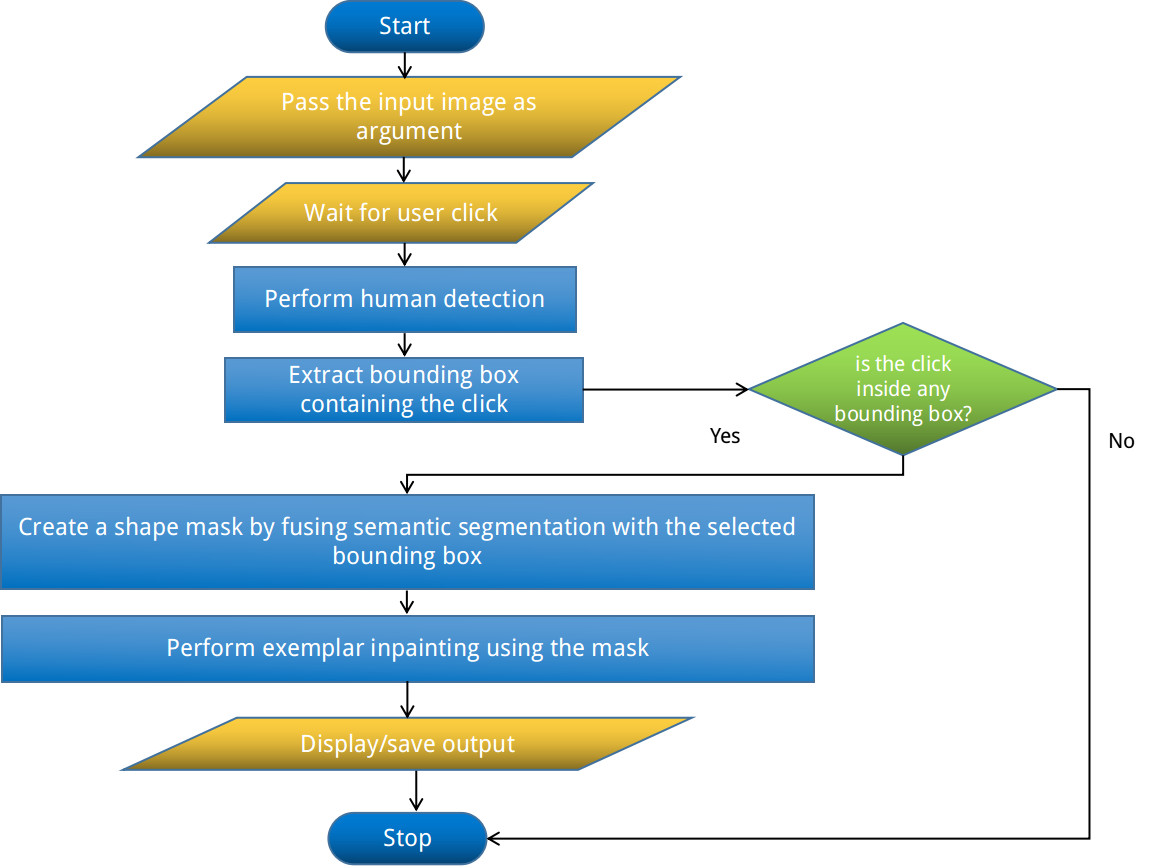 Start
Pass the input image as
argument
Wait for user click
Perform human detection
Extract bounding box
containing the click
is the click
inside any
bounding box?
Yes
No
Create a shape mask by fusing semantic segmentation with the selected
bounding box
Perform exemplar inpainting using the mask
Display/save output
Stop